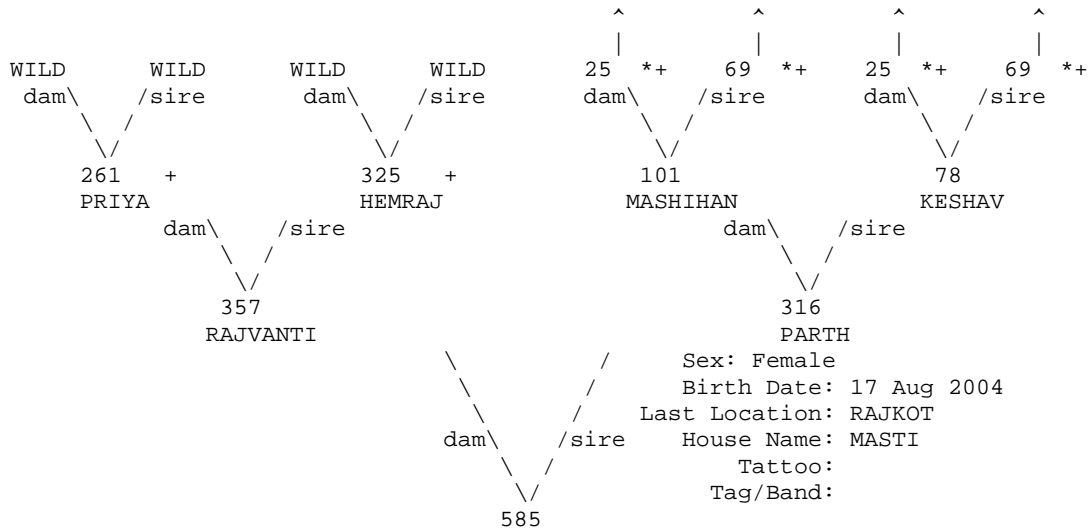 ^ ^ ^ ^
| | | |
WILD WILD WILD WILD 25 *+ 69 *+ 25 *+ 69 *+
dam\ /sire dam\ /sire dam\ /sire dam\ /sire
\ / \ / \ / \ /
\/ \/ \/ \/
261 + 325 + 101 78
PRIYA HEMRAJ MASHIHAN KESHAV
dam\ /sire dam\ /sire
\ / \ /
\/ \/
357 316
RAJVANTI PARTH
\ / Sex: Female
\ / Birth Date: 17 Aug 2004
\ / Last Location: RAJKOT
dam\ /sire House Name: MASTI
\ / Tattoo:
\/ Tag/Band:
585